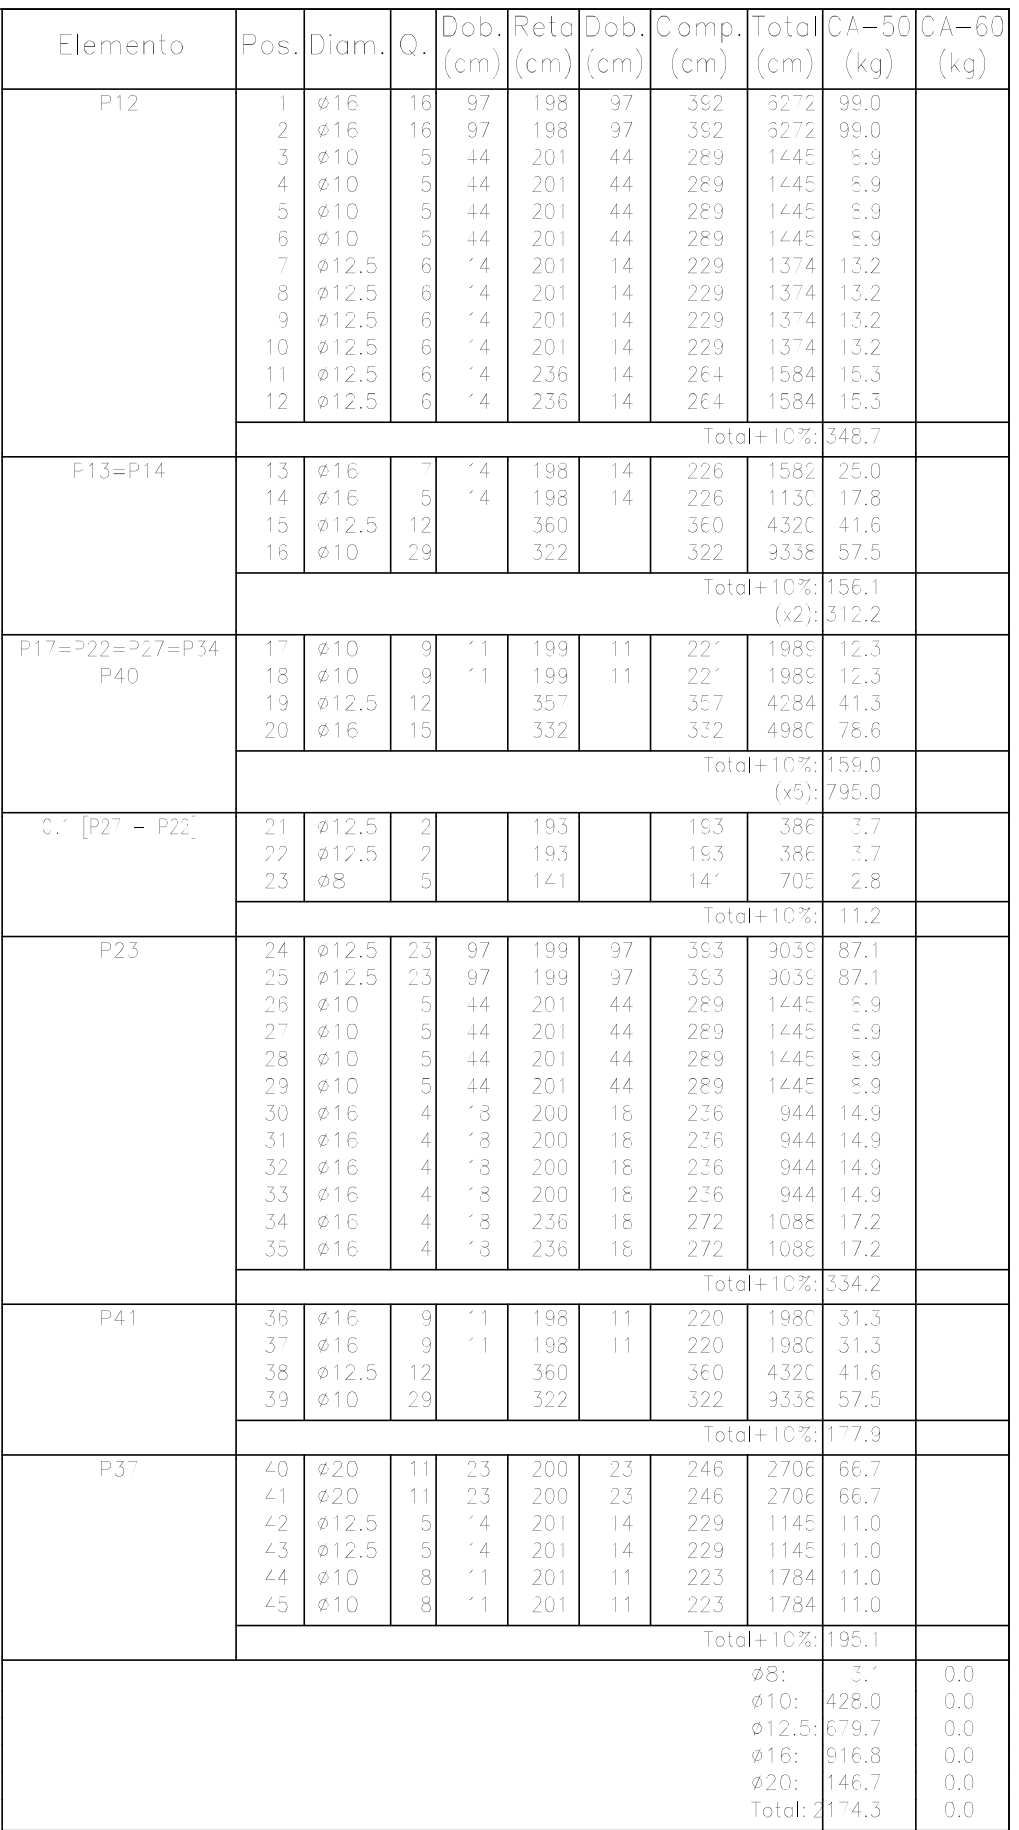 Elemento Pos. Diam. Q. Dob. (cm) Reta (cm) Dob. (cm) Comp. (cm) Total (cm) CA-50 (kg) CA-60 (kg)
P12 1 ø16 16 97 198 97 392 6272 99.0
2 ø16 16 97 198 97 392 6272 99.0
3 ø10 5 44 201 44 289 1445 8.9
4 ø10 5 44 201 44 289 1445 8.9
5 ø10 5 44 201 44 289 1445 8.9
6 ø10 5 44 201 44 289 1445 8.9
7 ø12.5 6 14 201 14 229 1374 13.2
8 ø12.5 6 14 201 14 229 1374 13.2
9 ø12.5 6 14 201 14 229 1374 13.2
10 ø12.5 6 14 201 14 229 1374 13.2
11 ø12.5 6 14 236 14 264 1584 15.3
12 ø12.5 6 14 236 14 264 1584 15.3
Total+10%: 348.7
P13=P14 13 ø16 7 14 198 14 226 1582 25.0
14 ø16 5 14 198 14 226 1130 17.8
15 ø12.5 12 360 360 4320 41.6
16 ø10 29 322 322 9338 57.5
Total+10%: 156.1
(x2): 312.2
P17=P22=P27=P34 17 ø10 9 11 199 11 221 1989 12.3
P40 18 ø10 9 11 199 11 221 1989 12.3
19 ø12.5 12 357 357 4284 41.3
20 ø16 15 332 332 4980 78.6
Total+10%: 159.0
(x5): 795.0
C.1 [P27 - P22] 21 ø12.5 2 193 193 386 3.7
22 ø12.5 2 193 193 386 3.7
23 ø8 5 141 141 705 2.8
Total+10%: 11.2
P23 24 ø12.5 23 97 199 97 393 9039 87.1
25 ø12.5 23 97 199 97 393 9039 87.1
26 ø10 5 44 201 44 289 1445 8.9
27 ø10 5 44 201 44 289 1445 8.9
28 ø10 5 44 201 44 289 1445 8.9
29 ø10 5 44 201 44 289 1445 8.9
30 ø16 4 18 200 18 236 944 14.9
31 ø16 4 18 200 18 236 944 14.9
32 ø16 4 18 200 18 236 944 14.9
33 ø16 4 18 200 18 236 944 14.9
34 ø16 4 18 236 18 272 1088 17.2
35 ø16 4 18 236 18 272 1088 17.2
Total+10%: 334.2
P41 36 ø16 9 11 198 11 220 1980 31.3
37 ø16 9 11 198 11 220 1980 31.3
38 ø12.5 12 360 360 4320 41.6
39 ø10 29 322 322 9338 57.5
Total+10%: 177.9
P37 40 ø20 11 23 200 23 246 2706 66.7
41 ø20 11 23 200 23 246 2706 66.7
42 ø12.5 5 14 201 14 229 1145 11.0
43 ø12.5 5 14 201 14 229 1145 11.0
44 ø10 8 11 201 11 223 1784 11.0
45 ø10 8 11 201 11 223 1784 11.0
Total+10%: 195.1
ø8: 3.1 0.0
ø10: 428.0 0.0
ø12.5: 679.7 0.0
ø16: 916.8 0.0
ø20: 146.7 0.0
Total: 2174.3 0.0